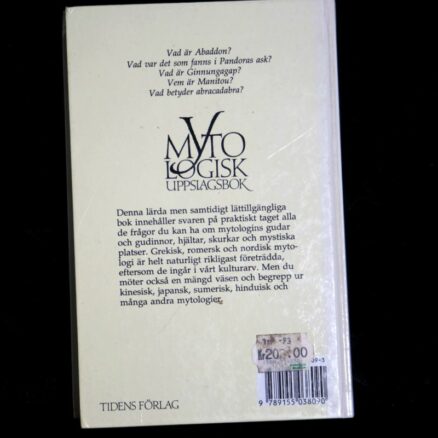 Vad är Abaddon?
Vad var det som fanns i Pandoras ask?
Vad är Ginnungagap?
Vem är Manitou?
Vad betyder abracadabra?
MYTO
LOGISK
UPPSLAGSBOK
Denna lärda men samtidigt lättillgängliga
bok innehåller svaren på praktiskt taget alla
de frågor du kan ha om mytologins gudar
och gudinnor, hjältar, skurkar och mystiska
platser. Grekisk, romersk och nordisk myto-
logi är helt naturligt rikligast företrädda,
eftersom de ingår i vårt kulturarv. Men du
möter också en mängd väsen och begrepp ur
kinesisk, japansk, sumerisk, hinduisk och
många andra mytologier.
TIDENS FÖRLAG
9 789155 038090